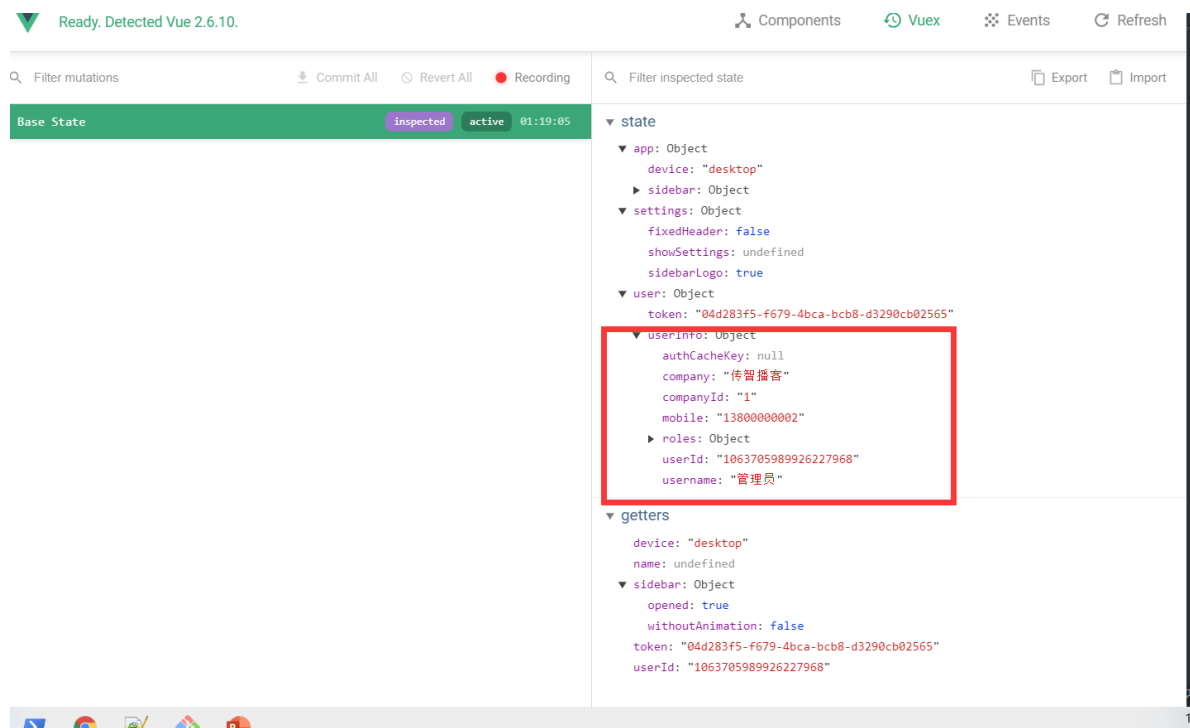 Ready. Detected Vue 2.6.10.
Components
Vuex
Events
Refresh
Filter mutations
Commit All
Revert All
Recording
Filter inspected state
Export
Import
Base State
inspected
active
01:19:05
state
app: Object
device: "desktop"
sidebar: Object
settings: Object
fixedHeader: false
showSettings: undefined
sidebarLogo: true
user: Object
token: "04d283f5-f679-4bca-bcb8-d3290cb02565"
userInfo: Object
authCacheKey: null
company: "传智播客"
companyId: "1"
mobile: "13800000002"
roles: Object
userId: "1063705989926227968"
username: "管理员"
getters
device: "desktop"
name: undefined
sidebar: Object
opened: true
withoutAnimation: false
token: "04d283f5-f679-4bca-bcb8-d3290cb02565"
userId: "1063705989926227968"